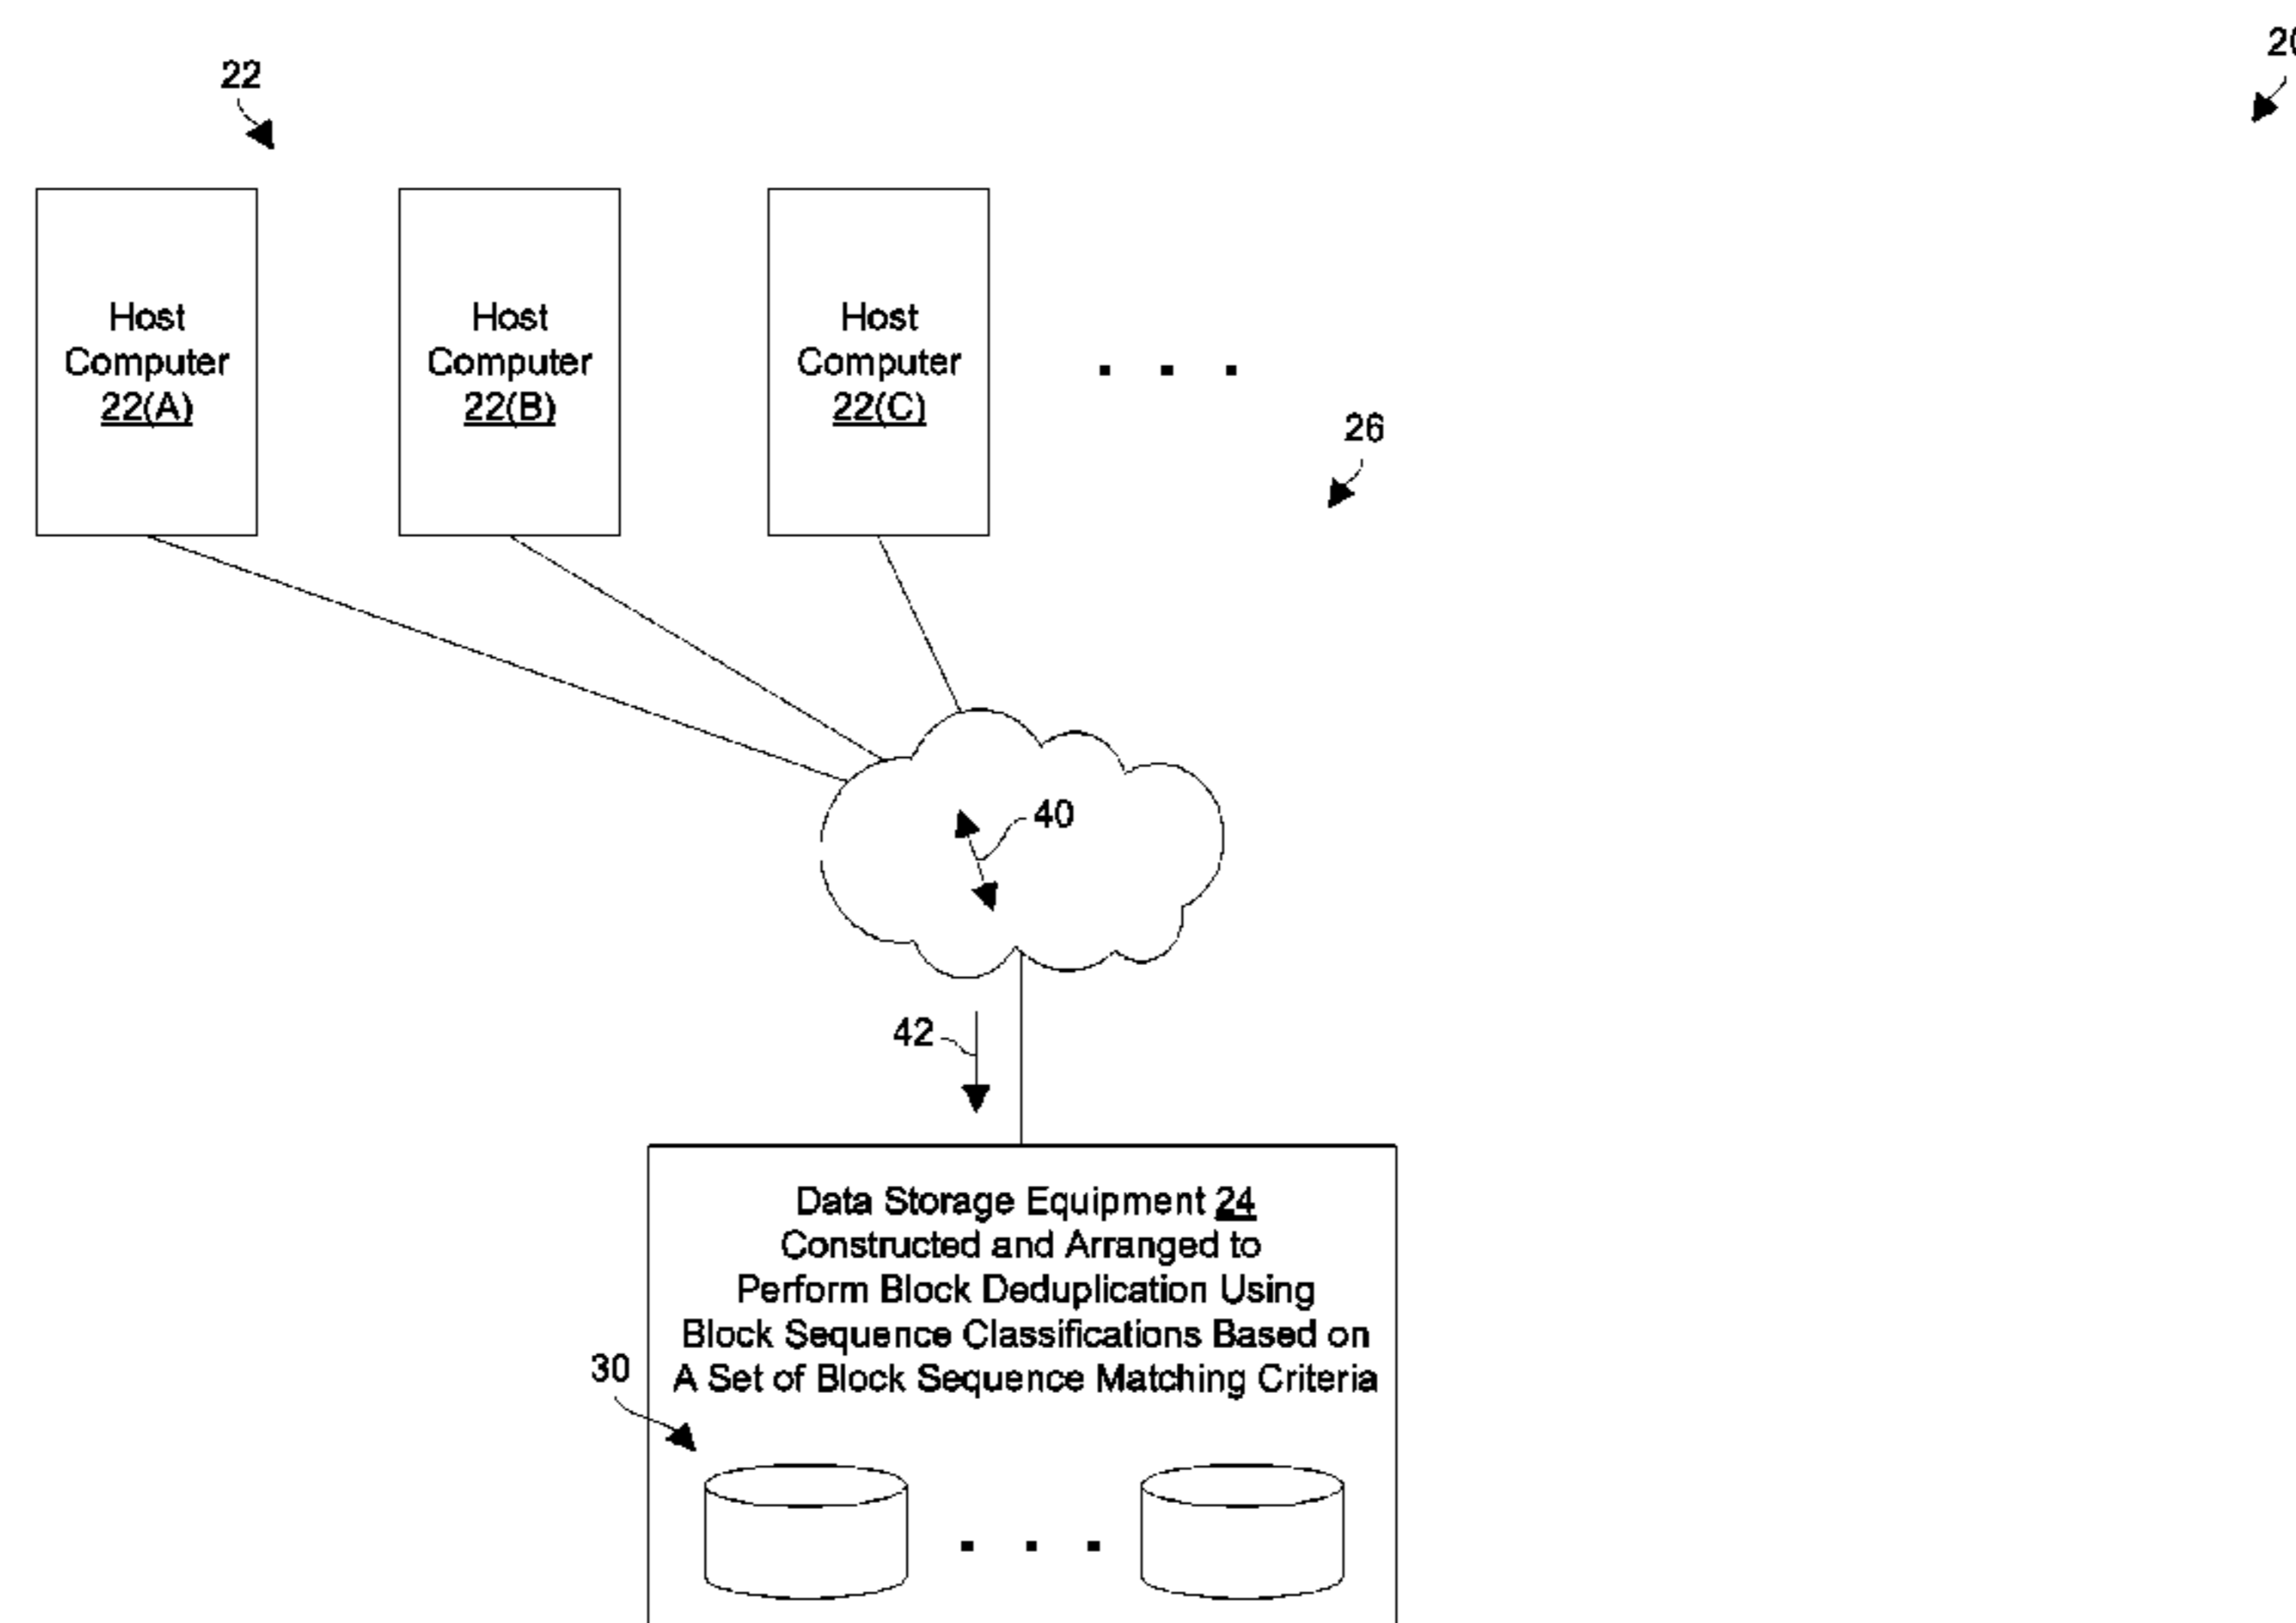 22
Host
Computer
22(A)
Host
Computer
22(B)
Host
Computer
22(C)
26
40
42
Data Storage Equipment 24
Constructed and Arranged to
Perform Block Deduplication Using
Block Sequence Classifications Based on
A Set of Block Sequence Matching Criteria
30